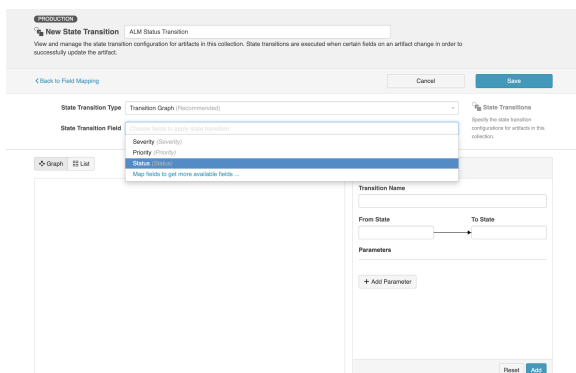 PRODUCTION
New State Transition ALM Status Transition
View and manage the state transition configuration for artifacts in this collection. State transitions are executed when certain fields on an artifact change in order to
successfully update the artifact.
Back to Field Mapping Cancel Save
State Transition Type Transition Graph (Recommended)
State Transition Field Choose fields to apply state transition
Severity (Severity)
Priority (Priority)
Status (Status)
Map fields to get more available fields ...
State Transitions
Specify the state transition
configurations for artifacts in this
collection.
Graph List
Transition Name
From State To State
Parameters
+ Add Parameter
Reset Add